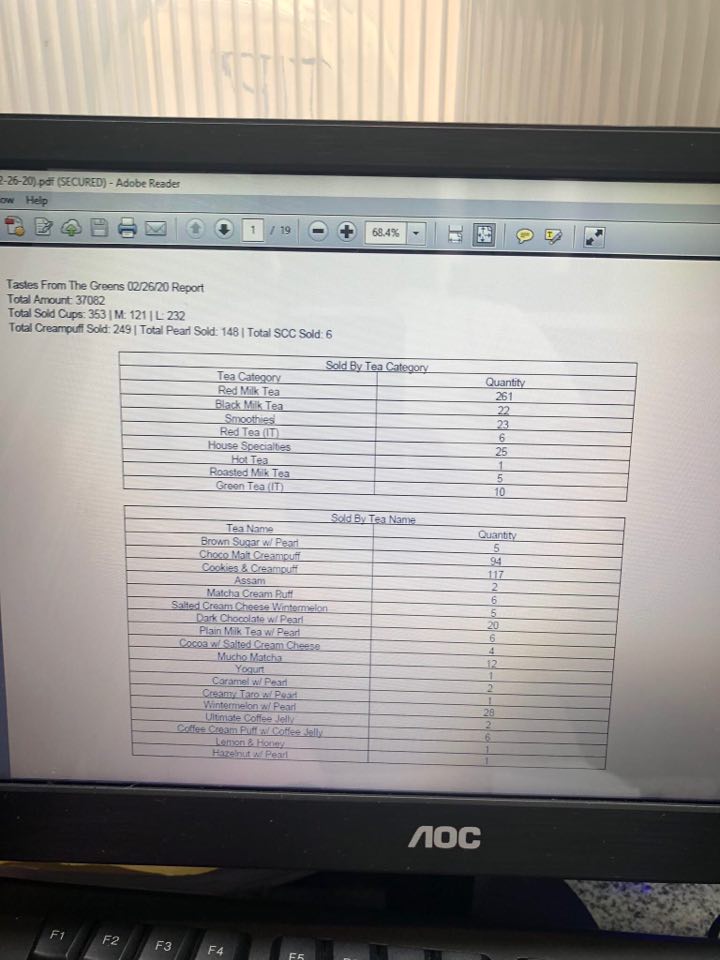 2-26-20).pdf (SECURED) - Adobe Reader
ow Help
1 / 19 68.4%
Tastes From The Greens 02/26/20 Report
Total Amount: 37082
Total Sold Cups: 353 | M: 121 | L: 232
Total Creampuff Sold: 249 | Total Pearl Sold: 148 | Total SCC Sold: 6
Sold By Tea Category
Tea Category Quantity
Red Milk Tea 261
Black Milk Tea 22
Smoothies 23
Red Tea (IT) 6
House Specialties 25
Hot Tea 1
Roasted Milk Tea 5
Green Tea (IT) 10
Sold By Tea Name
Tea Name Quantity
Brown Sugar w/ Pearl 5
Choco Malt Creampuff 94
Cookies & Creampuff 117
Assam 2
Matcha Cream Puff 6
Salted Cream Cheese Wintermelon 5
Dark Chocolate w/ Pearl 20
Plain Milk Tea w/ Pearl 6
Cocoa w/ Salted Cream Cheese 4
Mucho Matcha 12
Yogurt 1
Caramel w/ Pearl 2
Creamy Taro w/ Pearl 1
Wintermelon w/ Pearl 28
Ultimate Coffee Jelly 2
Coffee Cream Puff w/ Coffee Jelly 6
Lemon & Honey 1
Hazelnut w/ Pearl 1
AOC
F1 F2 F3 F4 F5